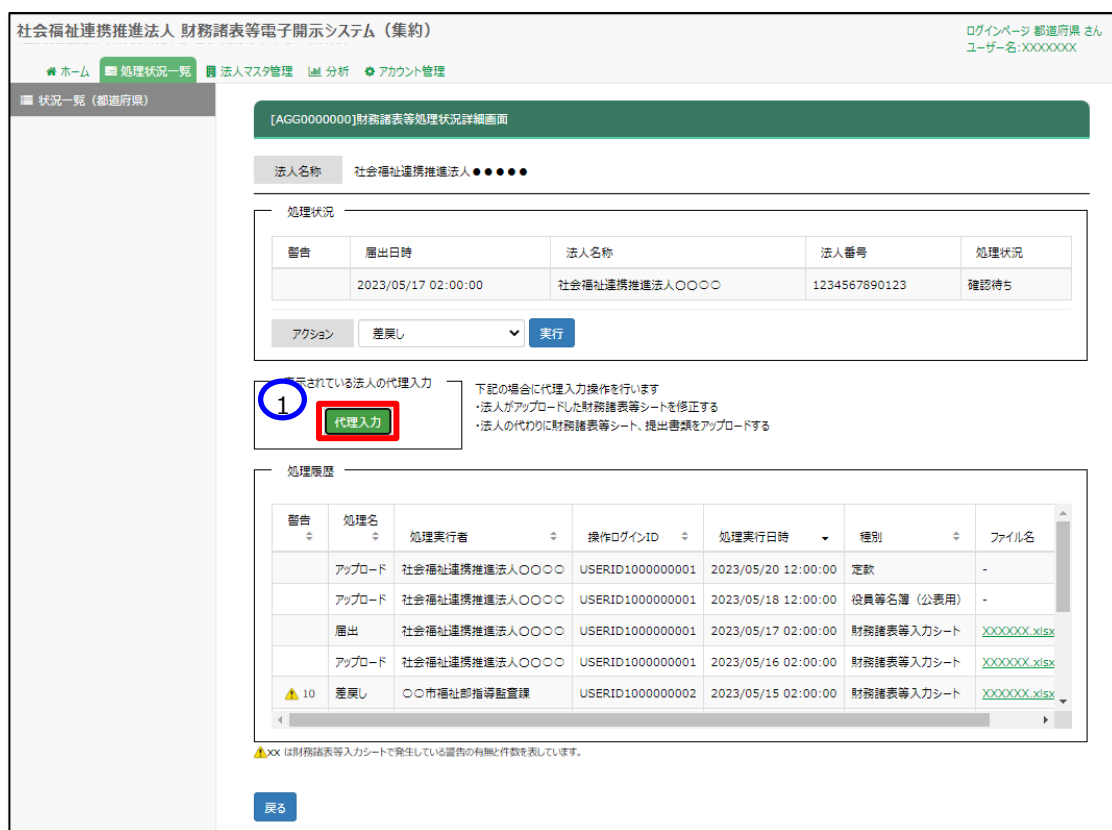 社会福祉連携推進法人 財務諸表等電子開示システム（集約）
ログインページ 都道府県 さん
ユーザー名:XXXXXXX
ホーム 処理状況一覧 法人マスタ管理 分析 アカウント管理
状況一覧（都道府県）
[AGG0000000]財務諸表等処理状況詳細画面
法人名称 社会福祉連携推進法人●●●●●
処理状況
警告 届出日時 法人名称 法人番号 処理状況
2023/05/17 02:00:00 社会福祉連携推進法人〇〇〇〇 1234567890123 確認待ち
アクション 差戻し 実行
表示されている法人の代理入力
1
代理入力
下記の場合に代理入力操作を行います
・法人がアップロードした財務諸表等シートを修正する
・法人の代わりに財務諸表等シート、提出書類をアップロードする
処理履歴
警告 処理名 処理実行者 操作ログインID 処理実行日時 種別 ファイル名
アップロード 社会福祉連携推進法人〇〇〇〇 USERID1000000001 2023/05/20 12:00:00 定款 -
アップロード 社会福祉連携推進法人〇〇〇〇 USERID1000000001 2023/05/18 12:00:00 役員等名簿（公表用） -
届出 社会福祉連携推進法人〇〇〇〇 USERID1000000001 2023/05/17 02:00:00 財務諸表等入力シート XXXXXX.xlsx
アップロード 社会福祉連携推進法人〇〇〇〇 USERID1000000001 2023/05/16 02:00:00 財務諸表等入力シート XXXXXX.xlsx
10 差戻し 〇〇市福祉部指導監査課 USERID1000000002 2023/05/15 02:00:00 財務諸表等入力シート XXXXXX.xlsx
xx は財務諸表等入力シートで発生している警告の有無と件数を表しています。
戻る